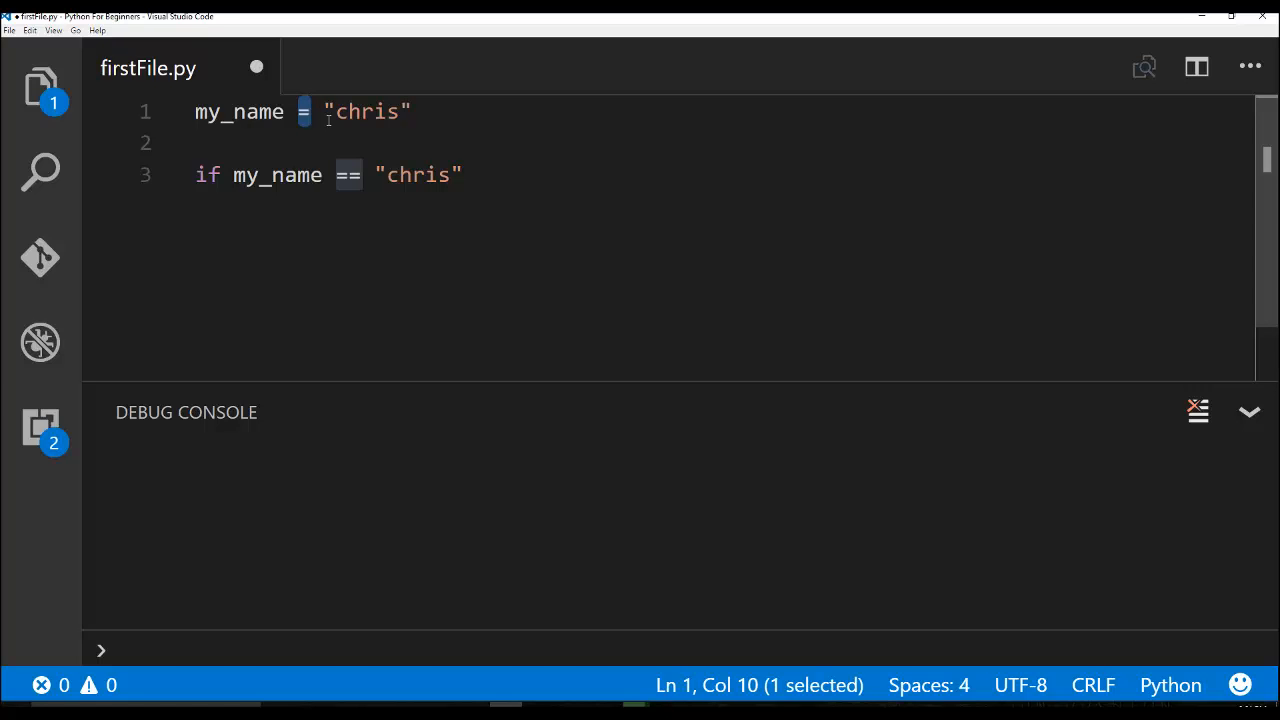 firstFile.py - Python For Beginners - Visual Studio Code
File Edit View Go Help
firstFile.py
1 my_name = "chris"
2
3 if my_name == "chris"
1
2
DEBUG CONSOLE
0 0 Ln 1, Col 10 (1 selected) Spaces: 4 UTF-8 CRLF Python